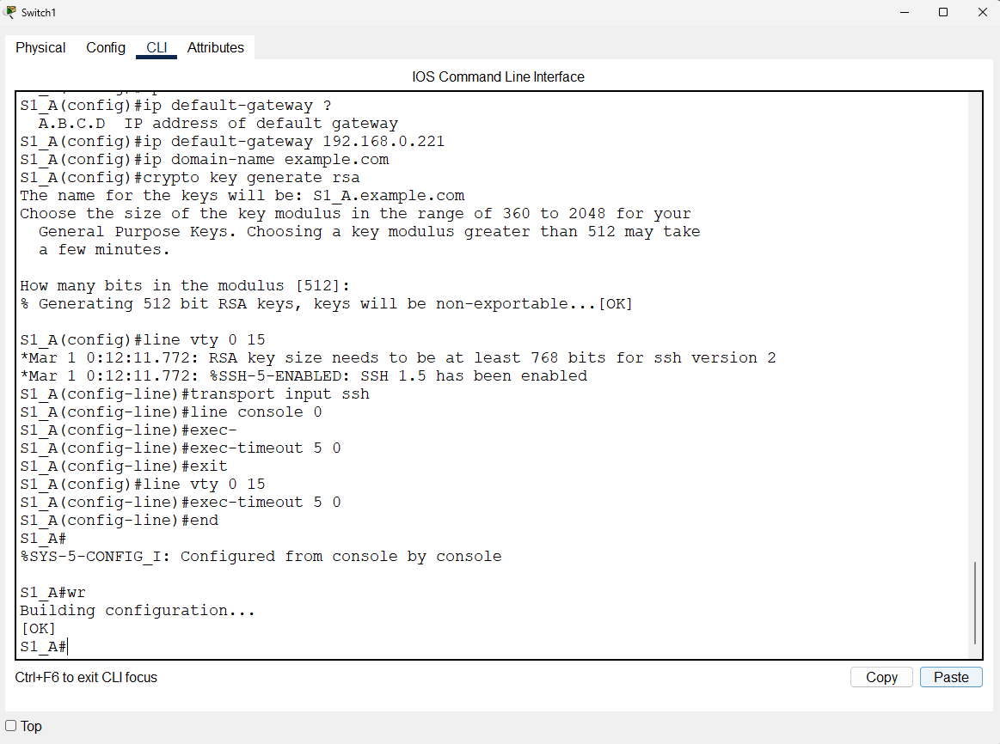 Switch1
Physical Config CLI Attributes
IOS Command Line Interface
S1_A(config)#ip default-gateway ?
  A.B.C.D  IP address of default gateway
S1_A(config)#ip default-gateway 192.168.0.221
S1_A(config)#ip domain-name example.com
S1_A(config)#crypto key generate rsa
The name for the keys will be: S1_A.example.com
Choose the size of the key modulus in the range of 360 to 2048 for your
  General Purpose Keys. Choosing a key modulus greater than 512 may take
  a few minutes.
How many bits in the modulus [512]:
% Generating 512 bit RSA keys, keys will be non-exportable...[OK]
S1_A(config)#line vty 0 15
*Mar 1 0:12:11.772: RSA key size needs to be at least 768 bits for ssh version 2
*Mar 1 0:12:11.772: %SSH-5-ENABLED: SSH 1.5 has been enabled
S1_A(config-line)#transport input ssh
S1_A(config-line)#line console 0
S1_A(config-line)#exec-
S1_A(config-line)#exec-timeout 5 0
S1_A(config-line)#exit
S1_A(config)#line vty 0 15
S1_A(config-line)#exec-timeout 5 0
S1_A(config-line)#end
S1_A#
%SYS-5-CONFIG_I: Configured from console by console
S1_A#wr
Building configuration...
[OK]
S1_A#
Ctrl+F6 to exit CLI focus
Copy Paste
Top